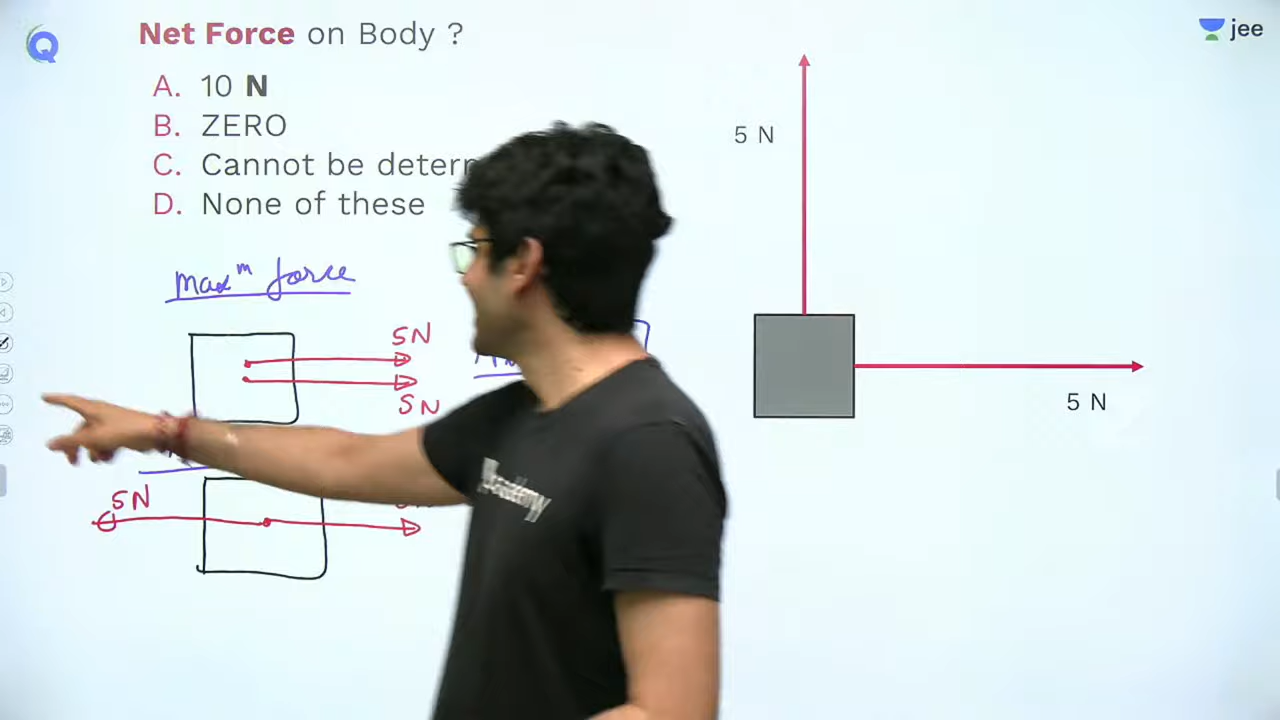 Net Force on Body ?
A. 10 N
B. ZERO
C. Cannot be
D. None of these
jee
5 N
5 N
Maxᵐ force
5N
5N
5N